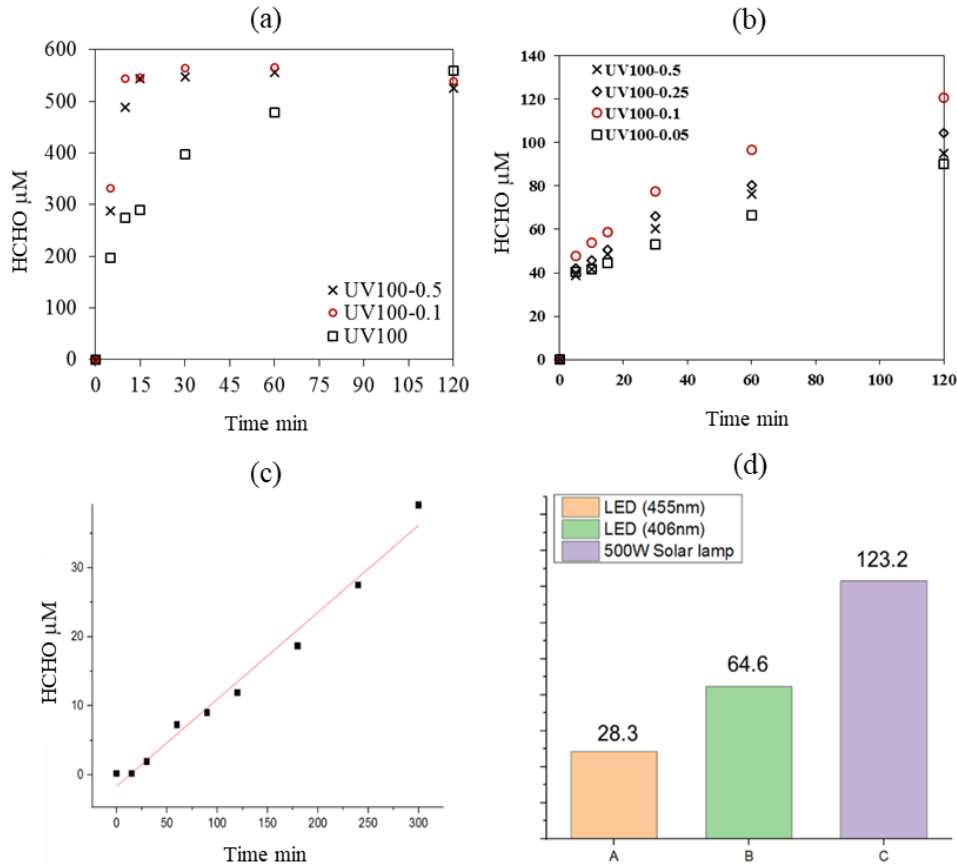 (a)
600
500
400
300
200
100
0
HCHO µM
UV100-0.5
UV100-0.1
UV100
0 15 30 45 60 75 90 105 120
Time min
(b)
140
120
100
80
60
40
20
0
HCHO µM
UV100-0.5
UV100-0.25
UV100-0.1
UV100-0.05
0 20 40 60 80 100 120
Time min
(c)
30
20
10
0
HCHO µM
0 50 100 150 200 250 300
Time min
(d)
LED (455nm)
LED (406nm)
500W Solar lamp
28.3
64.6
123.2
A B C